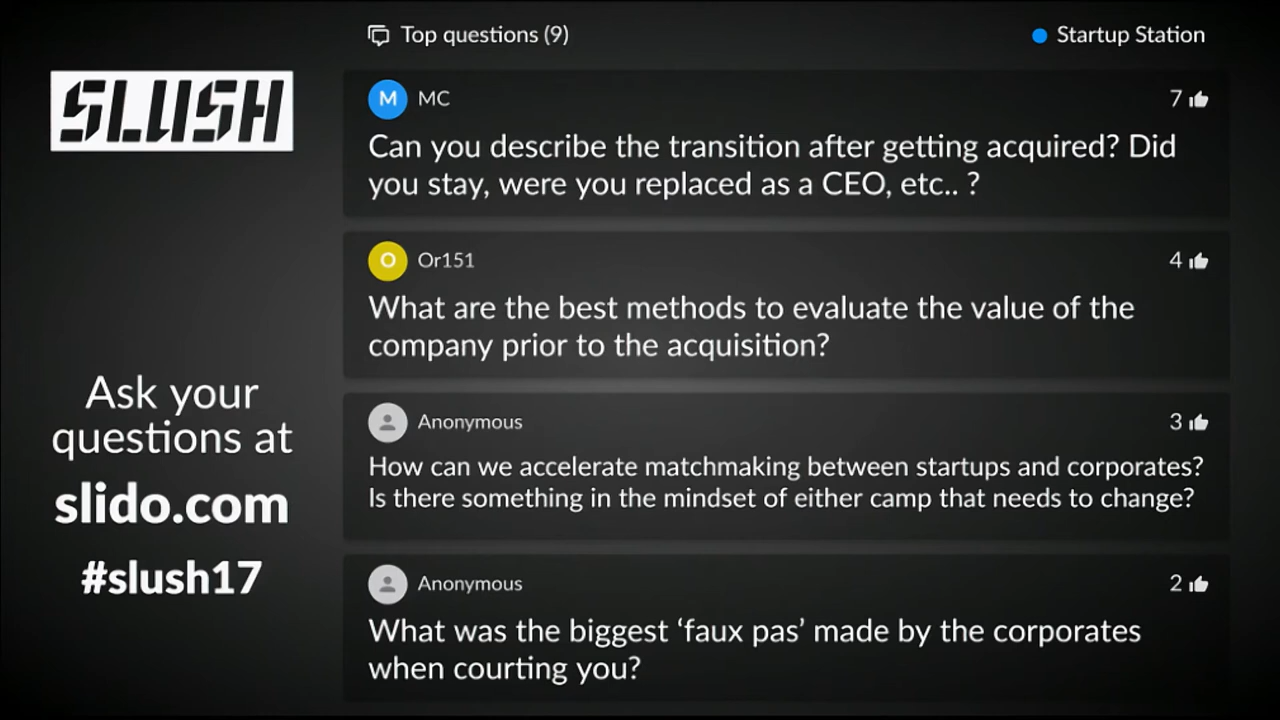 Top questions (9)
Startup Station
SLUSH
M MC
7
Can you describe the transition after getting acquired? Did
you stay, were you replaced as a CEO, etc.. ?
O Or151
4
What are the best methods to evaluate the value of the
company prior to the acquisition?
Anonymous
3
How can we accelerate matchmaking between startups and corporates?
Is there something in the mindset of either camp that needs to change?
Anonymous
2
What was the biggest ‘faux pas’ made by the corporates
when courting you?
Ask your
questions at
slido.com
#slush17